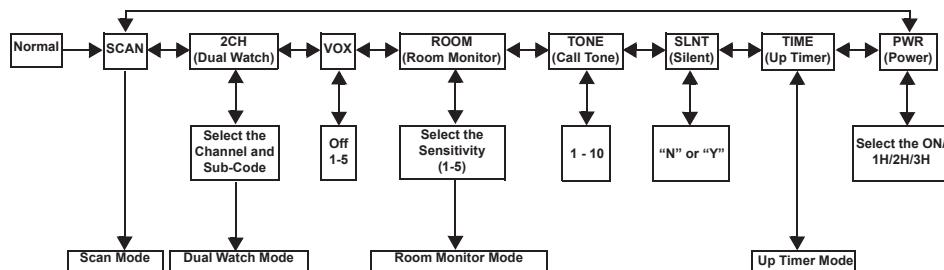 Normal
SCAN
2CH
(Dual Watch)
VOX
ROOM
(Room Monitor)
TONE
(Call Tone)
SLNT
(Silent)
TIME
(Up Timer)
PWR
(Power)
Select the
Channel and
Sub-Code
Off
1-5
Select the
Sensitivity
(1-5)
1 - 10
“N” or “Y”
Select the ON/
1H/2H/3H
Scan Mode
Dual Watch Mode
Room Monitor Mode
Up Timer Mode